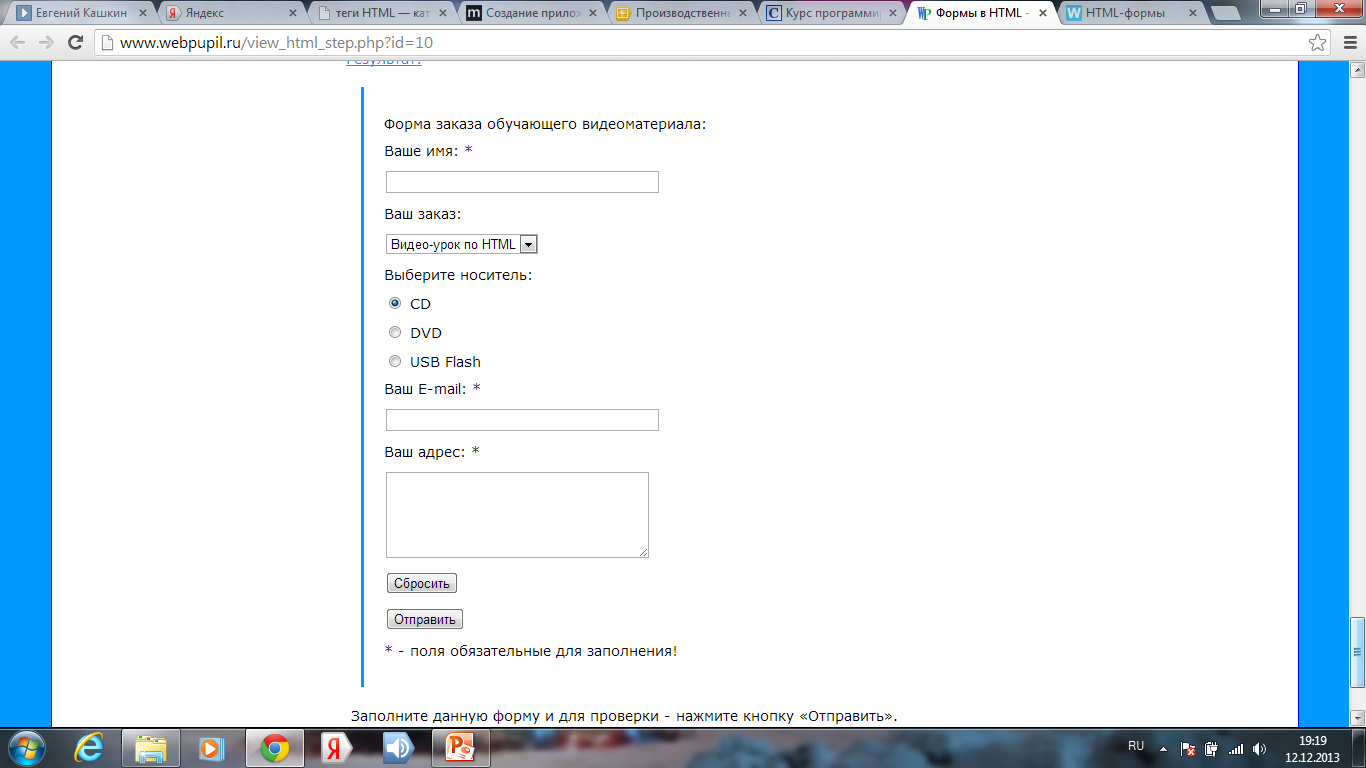 Евгений Кашкин
Яндекс
теги HTML — кат
Создание прилож
Производственны
Курс программир
Формы в HTML -
HTML-формы
www.webpupil.ru/view_html_step.php?id=10
Результат:
Форма заказа обучающего видеоматериала:
Ваше имя: *
Ваш заказ:
Видео-урок по HTML
Выберите носитель:
CD
DVD
USB Flash
Ваш E-mail: *
Ваш адрес: *
Сбросить
Отправить
* - поля обязательные для заполнения!
Заполните данную форму и для проверки - нажмите кнопку «Отправить».
RU
19:19
12.12.2013